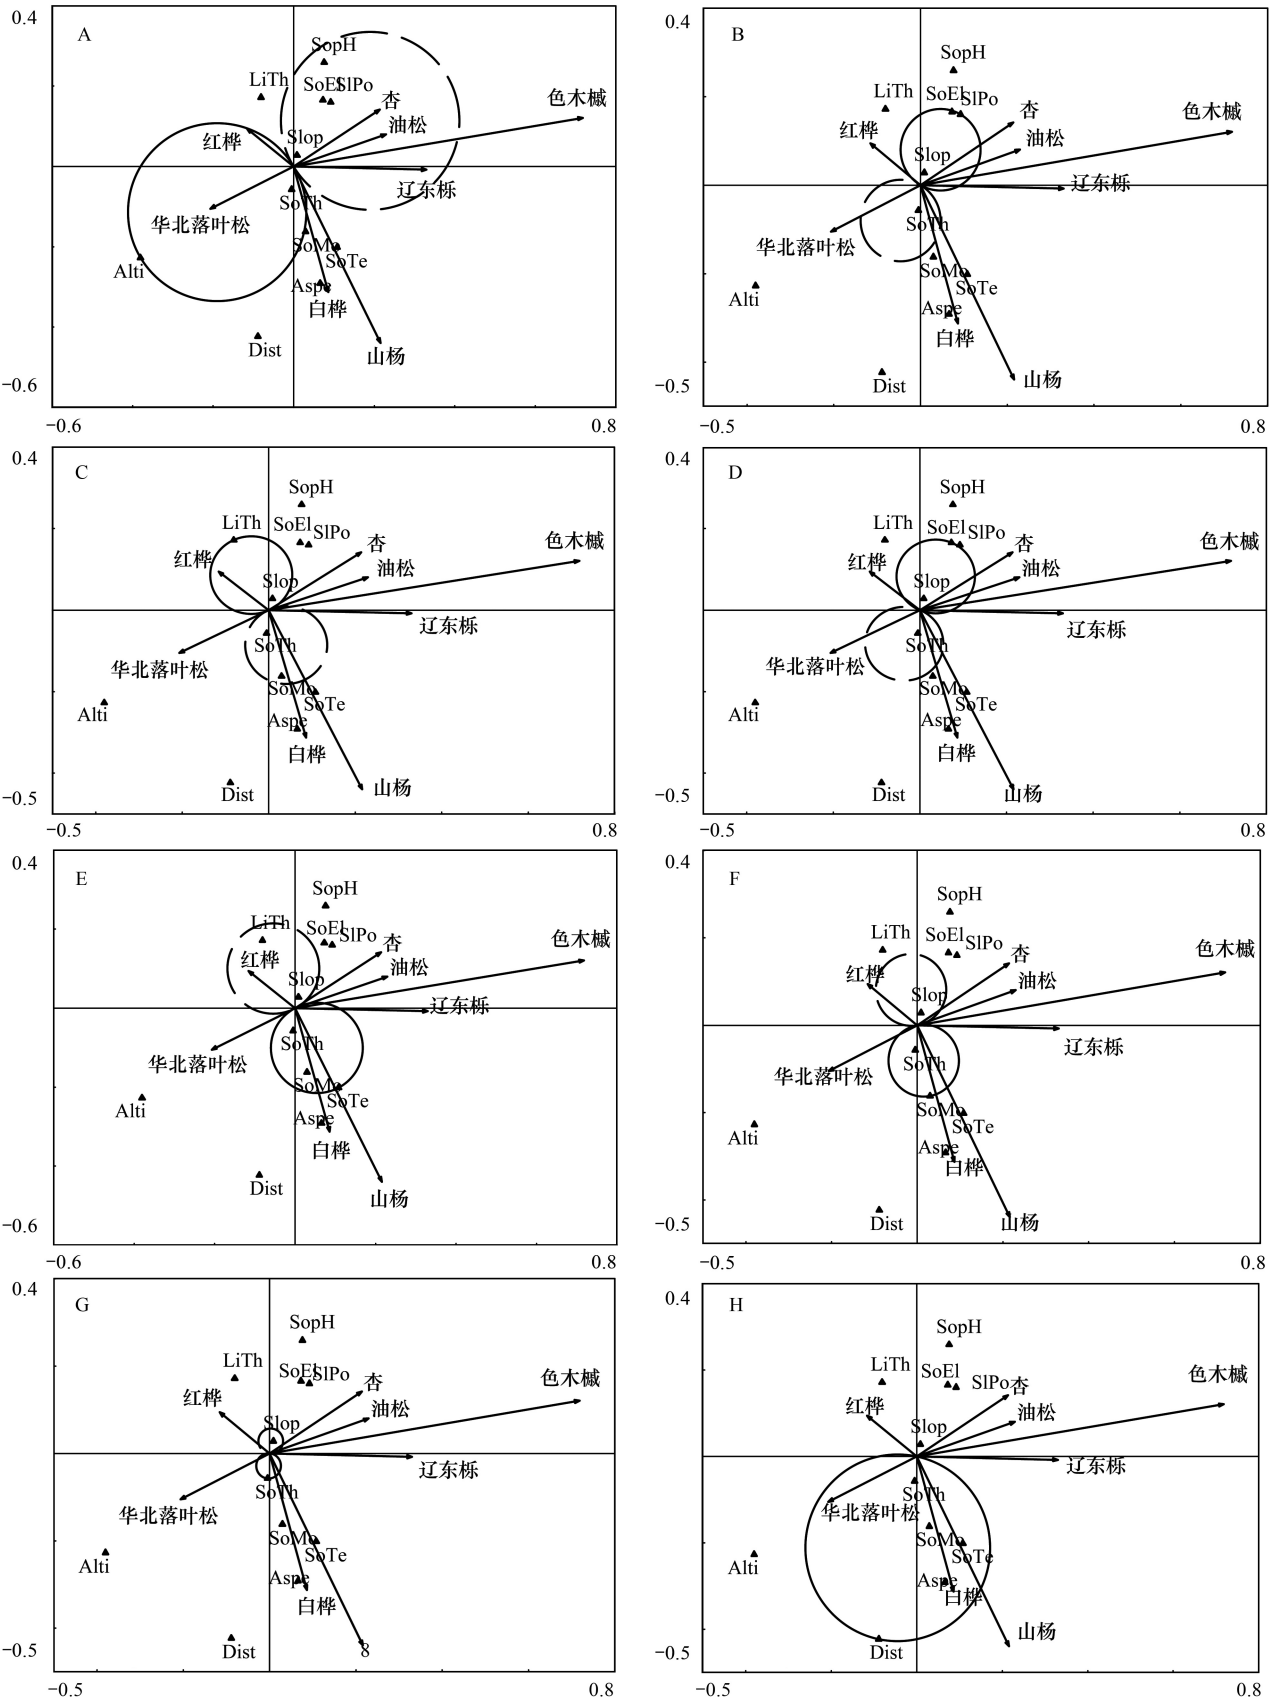 0.4
A
SopH
LiTh
SoEl
SlPo
杏
色木槭
油松
红桦
Slop
辽东栎
SoTh
华北落叶松
SoMo
SoTe
Alti
Aspe
白桦
Dist
山杨
−0.6
−0.6
0.8
0.4
B
SopH
LiTh
SoEl
SlPo
杏
色木槭
红桦
油松
Slop
辽东栎
SoTh
华北落叶松
SoMo
SoTe
Alti
Aspe
白桦
山杨
Dist
−0.5
−0.5
0.8
0.4
C
SopH
LiTh
SoEl
SlPo
杏
色木槭
红桦
油松
Slop
辽东栎
SoTh
华北落叶松
SoMo
SoTe
Alti
Aspe
白桦
山杨
Dist
−0.5
−0.5
0.8
0.4
D
SopH
LiTh
SoEl
SlPo
杏
色木槭
红桦
油松
Slop
辽东栎
SoTh
华北落叶松
SoMo
SoTe
Alti
Aspe
白桦
山杨
Dist
−0.5
−0.5
0.8
0.4
E
SopH
LiTh
SoEl
SlPo
杏
色木槭
红桦
油松
Slop
辽东栎
SoTh
华北落叶松
SoMo
SoTe
Alti
Aspe
白桦
Dist
山杨
−0.6
−0.6
0.8
0.4
F
SopH
LiTh
SoEl
SlPo
杏
色木槭
红桦
油松
Slop
辽东栎
SoTh
华北落叶松
SoMo
SoTe
Alti
Aspe
白桦
Dist
山杨
−0.5
−0.5
0.8
0.4
G
SopH
LiTh
SoEl
SlPo
杏
色木槭
红桦
油松
Slop
辽东栎
SoTh
华北落叶松
SoMo
SoTe
Alti
Aspe
白桦
Dist
8
−0.5
−0.5
0.8
0.4
H
SopH
LiTh
SoEl
SlPo
杏
色木槭
红桦
油松
Slop
辽东栎
SoTh
华北落叶松
SoMo
SoTe
Alti
Aspe
白桦
山杨
Dist
−0.5
−0.5
0.8